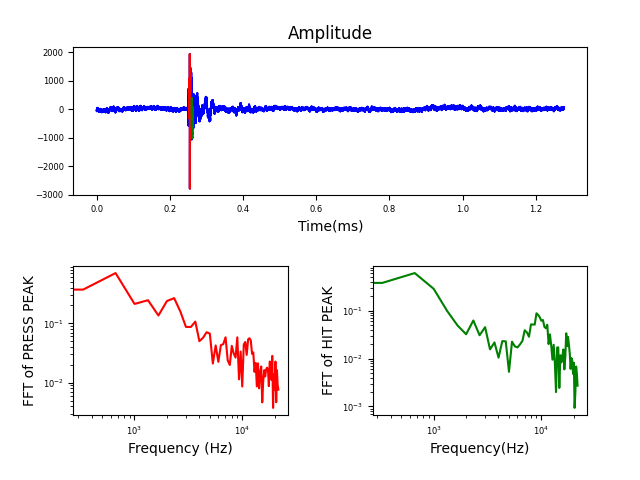 Amplitude
2000
1000
0
−1000
−2000
−3000
0.0 0.2 0.4 0.6 0.8 1.0 1.2
Time(ms)
FFT of PRESS PEAK
10⁻¹
10⁻²
10³ 10⁴
Frequency (Hz)
FFT of HIT PEAK
10⁻¹
10⁻²
10⁻³
10³ 10⁴
Frequency(Hz)